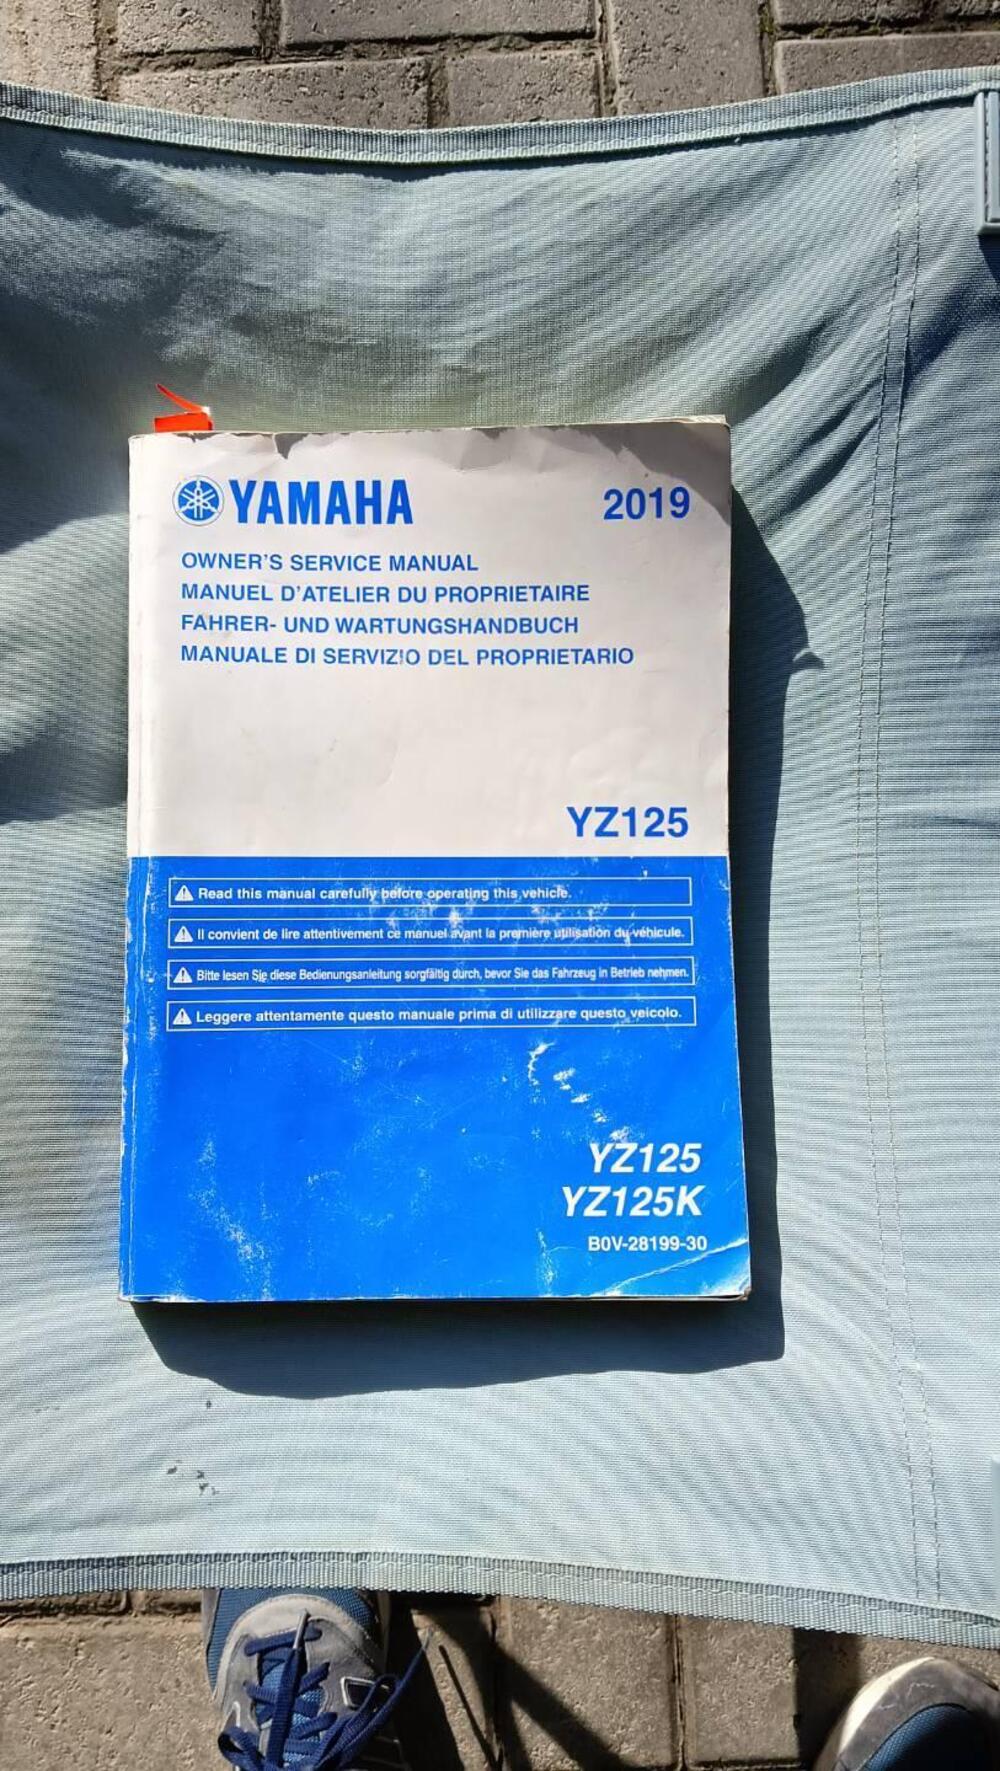 YAMAHA 2019
OWNER'S SERVICE MANUAL
MANUEL D'ATELIER DU PROPRIETAIRE
FAHRER- UND WARTUNGSHANDBUCH
MANUALE DI SERVIZIO DEL PROPRIETARIO
YZ125
Read this manual carefully before operating this vehicle.
Il convient de lire attentivement ce manuel avant la première utilisation du véhicule.
Bitte lesen Sie diese Bedienungsanleitung sorgfältig durch, bevor Sie das Fahrzeug in Betrieb nehmen.
Leggere attentamente questo manuale prima di utilizzare questo veicolo.
YZ125
YZ125K
B0V-28199-30